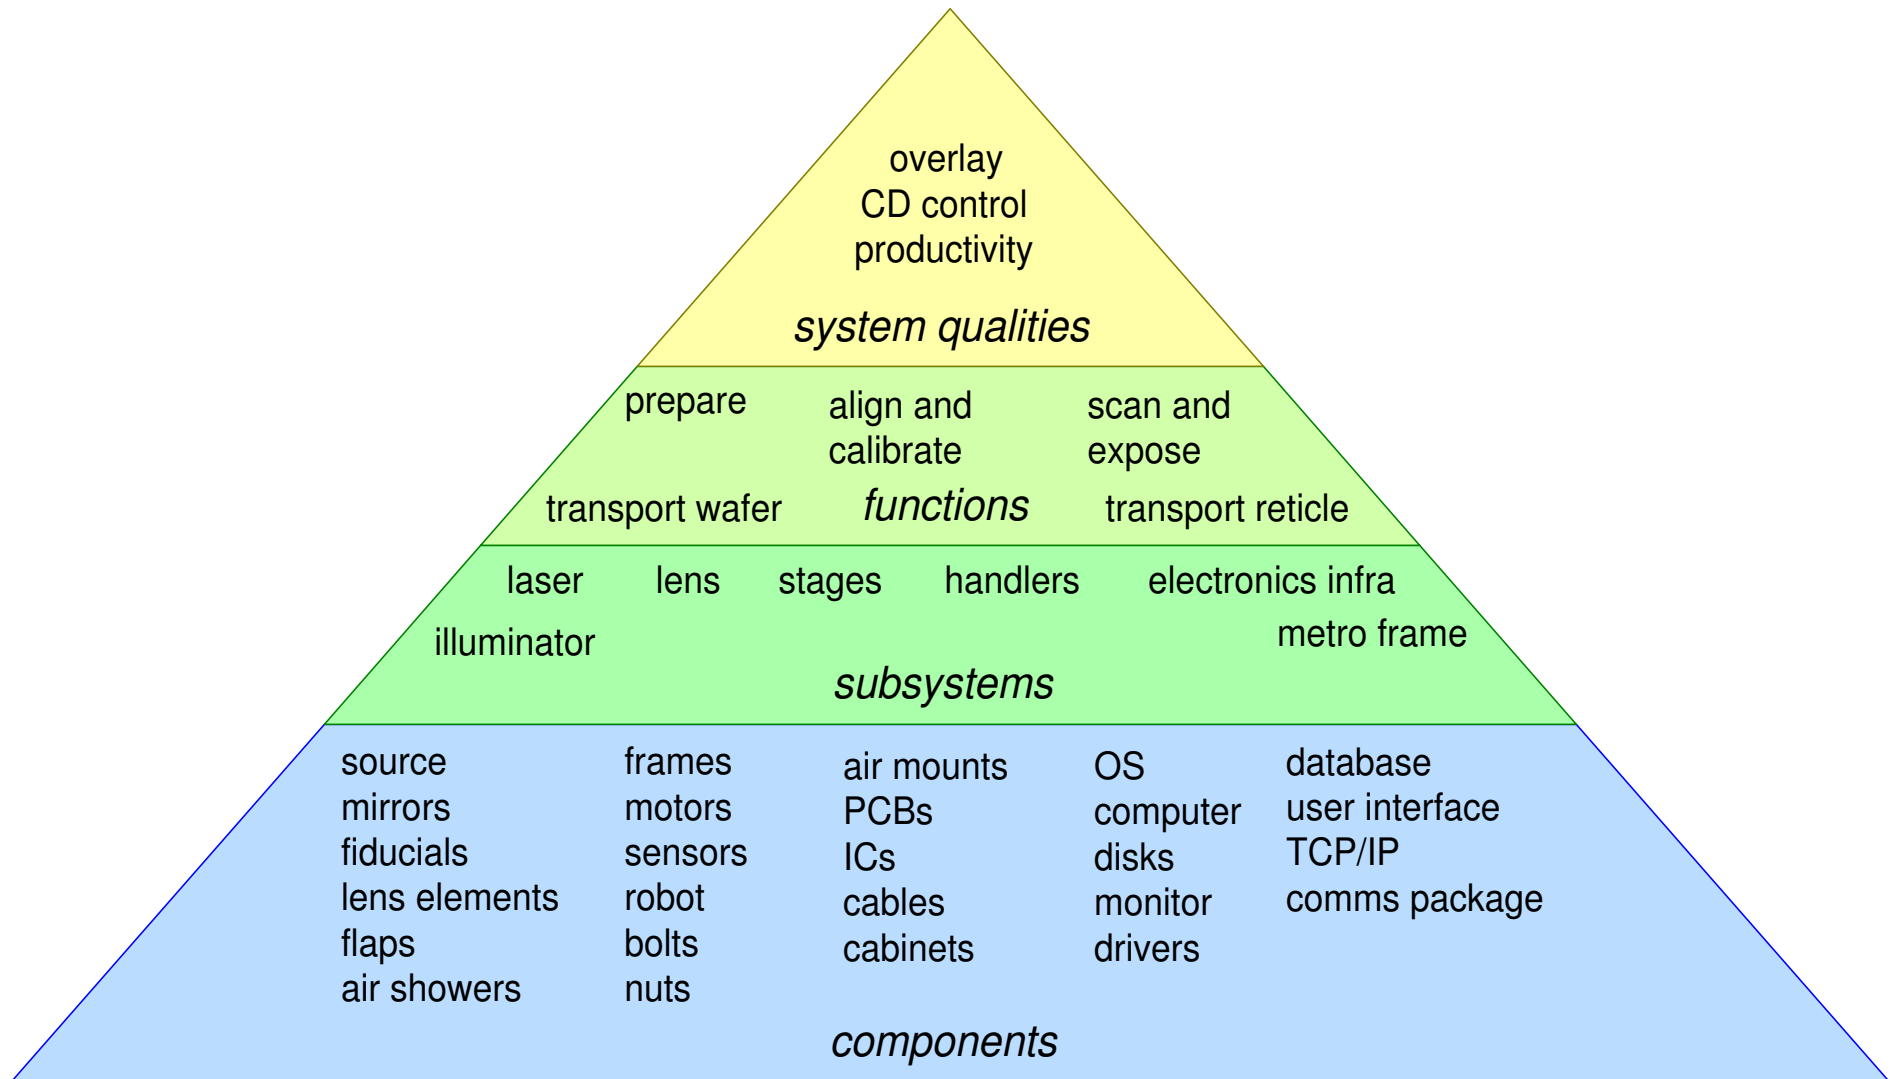 overlay
CD control
productivity
system qualities
prepare
align and
calibrate
scan and
expose
transport wafer
functions
transport reticle
laser
lens
stages
handlers
electronics infra
illuminator
metro frame
subsystems
source
mirrors
fiducials
lens elements
flaps
air showers
frames
motors
sensors
robot
bolts
nuts
air mounts
PCBs
ICs
cables
cabinets
OS
computer
disks
monitor
drivers
database
user interface
TCP/IP
comms package
components